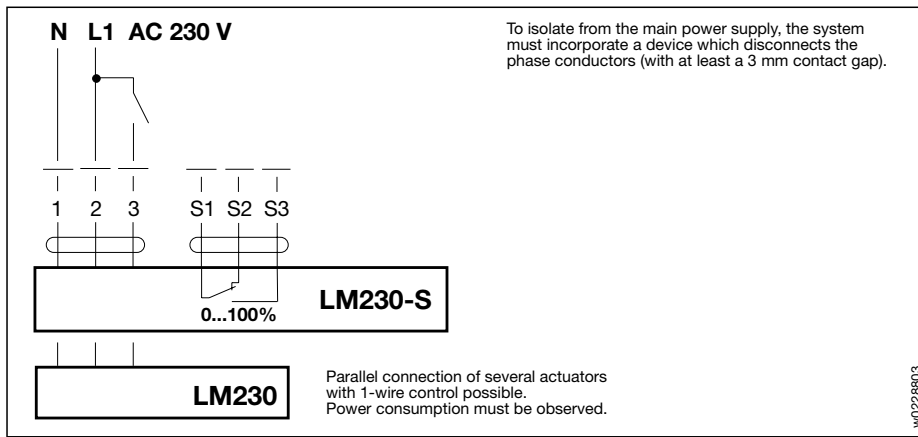 N L1 AC 230 V
To isolate from the main power supply, the system
must incorporate a device which disconnects the
phase conductors (with at least a 3 mm contact gap).
1 2 3 S1 S2 S3
LM230-S
0...100%
LM230
Parallel connection of several actuators
with 1-wire control possible.
Power consumption must be observed.
w0228803